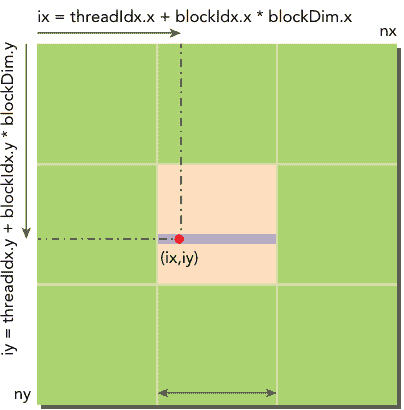 ix = threadIdx.x + blockIdx.x * blockDim.x
nx
iy = threadIdx.y + blockIdx.y * blockDim.y
(ix,iy)
ny